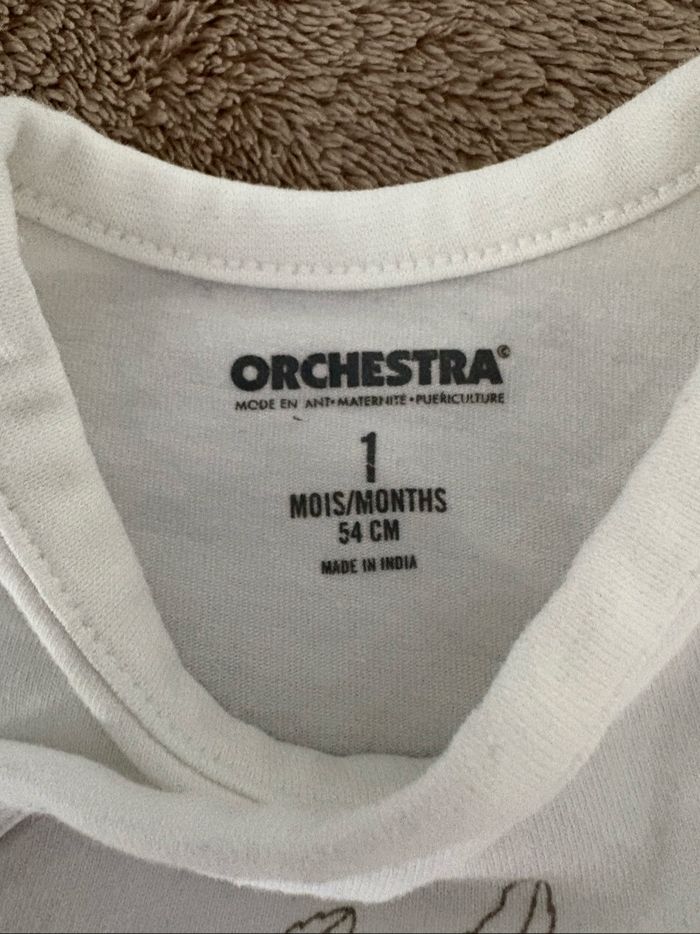 ORCHESTRA©
MODE EN ANT•MATERNITÉ•PUERICULTURE
1
MOIS/MONTHS
54 CM
MADE IN INDIA